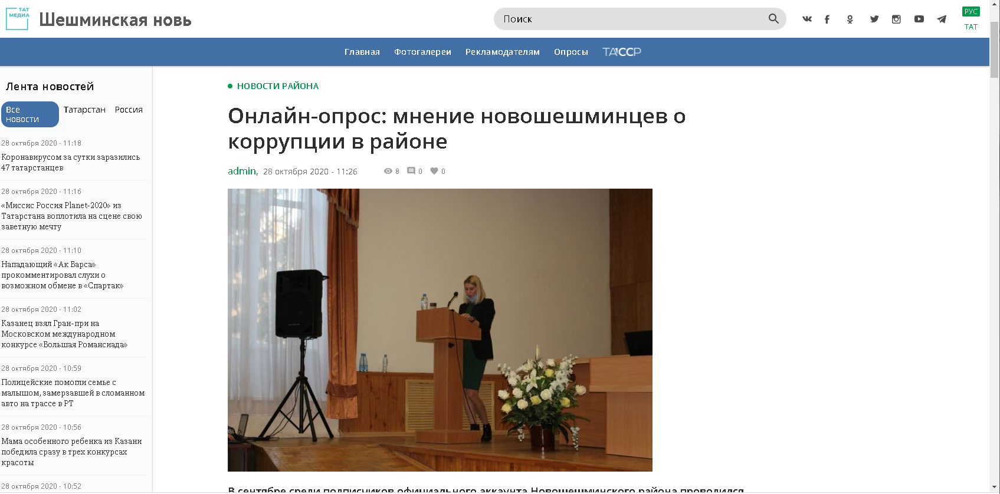 ТАТ
МЕДИА
Шешминская новь
Поиск
РУС
ТАТ
Главная
Фотогалереи
Рекламодателям
Опросы
ТАССР
Лента новостей
Все
новости
Татарстан
Россия
28 октября 2020 - 11:18
Коронавирусом за сутки заразились
47 татарстанцев
28 октября 2020 - 11:16
«Миссис Россия Planet-2020» из
Татарстана воплотила на сцене свою
заветную мечту
28 октября 2020 - 11:10
Нападающий «Ак Барса»
прокомментировал слухи о
возможном обмене в «Спартак»
28 октября 2020 - 11:02
Казанец взял Гран-при на
Московском международном
конкурсе «Большая Романсиада»
28 октября 2020 - 10:59
Полицейские помогли семье с
малышом, замерзавшей в сломанном
авто на трассе в РТ
28 октября 2020 - 10:56
Мама особенного ребенка из Казани
победила сразу в трех конкурсах
красоты
28 октября 2020 - 10:52
НОВОСТИ РАЙОНА
Онлайн-опрос: мнение новошешминцев о
коррупции в районе
admin, 28 октября 2020 - 11:26 8 0 0
В сентябре среди подписчиков официального аккаунта Новошешминского района проводился